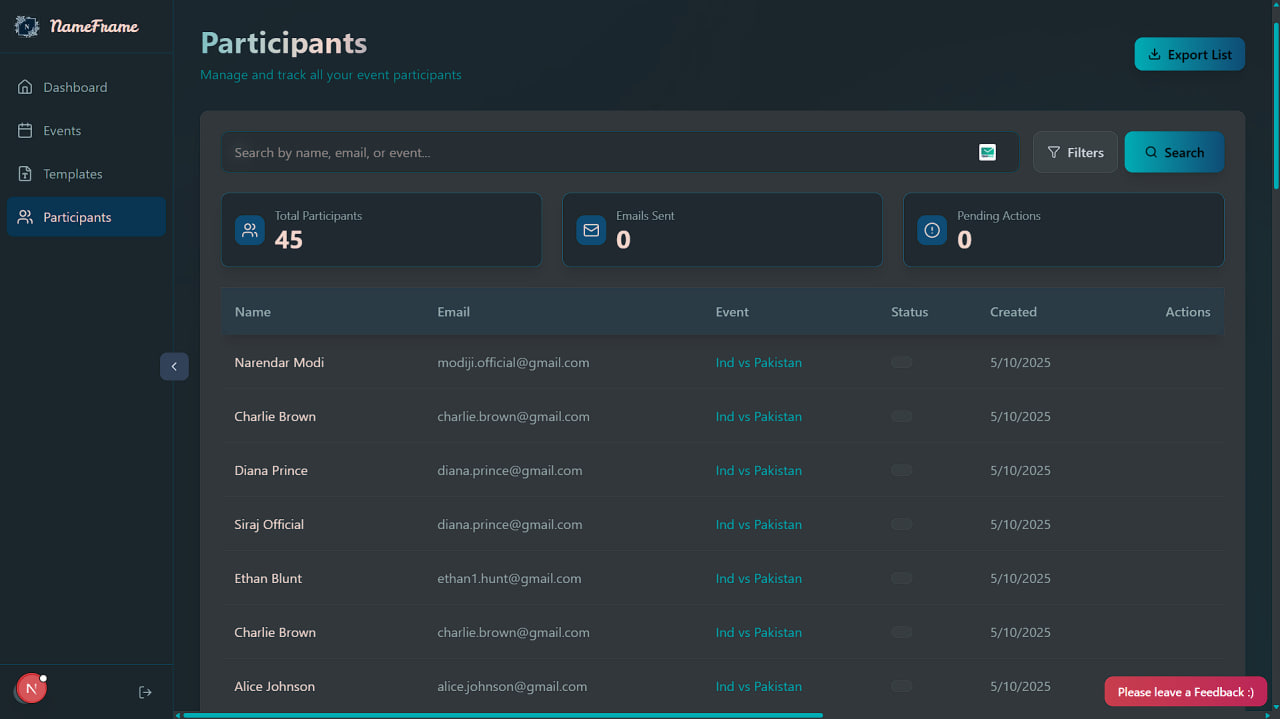 NameFrame
Dashboard
Events
Templates
Participants
N
Participants
Manage and track all your event participants
Export List
Search by name, email, or event...
Filters
Search
Total Participants
45
Emails Sent
0
Pending Actions
0
Name Email Event Status Created Actions
Narendar Modi modiji.official@gmail.com Ind vs Pakistan 5/10/2025
Charlie Brown charlie.brown@gmail.com Ind vs Pakistan 5/10/2025
Diana Prince diana.prince@gmail.com Ind vs Pakistan 5/10/2025
Siraj Official diana.prince@gmail.com Ind vs Pakistan 5/10/2025
Ethan Blunt ethan1.hunt@gmail.com Ind vs Pakistan 5/10/2025
Charlie Brown charlie.brown@gmail.com Ind vs Pakistan 5/10/2025
Alice Johnson alice.johnson@gmail.com Ind vs Pakistan 5/10/2025
Please leave a Feedback :)